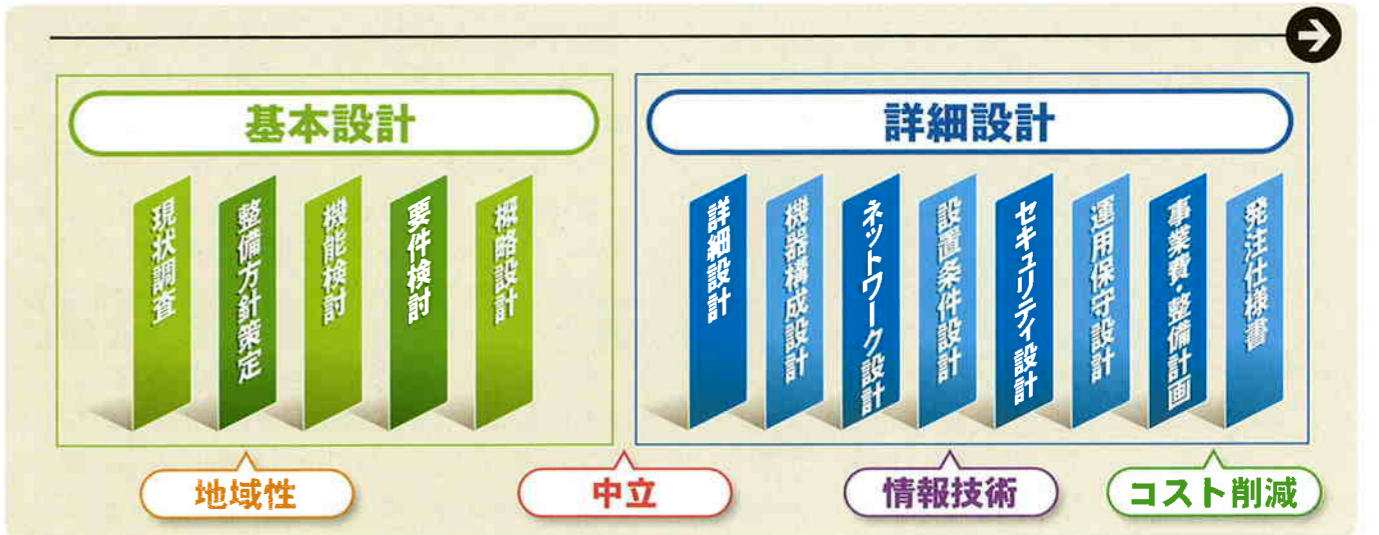 基本設計
詳細設計
現状調査
整備方針策定
機能検討
要件検討
概略設計
詳細設計
機器構成設計
ネットワーク設計
設置条件設計
セキュリティ設計
運用保守設計
事業費・整備計画
発注仕様書
地域性
中立
情報技術
コスト削減